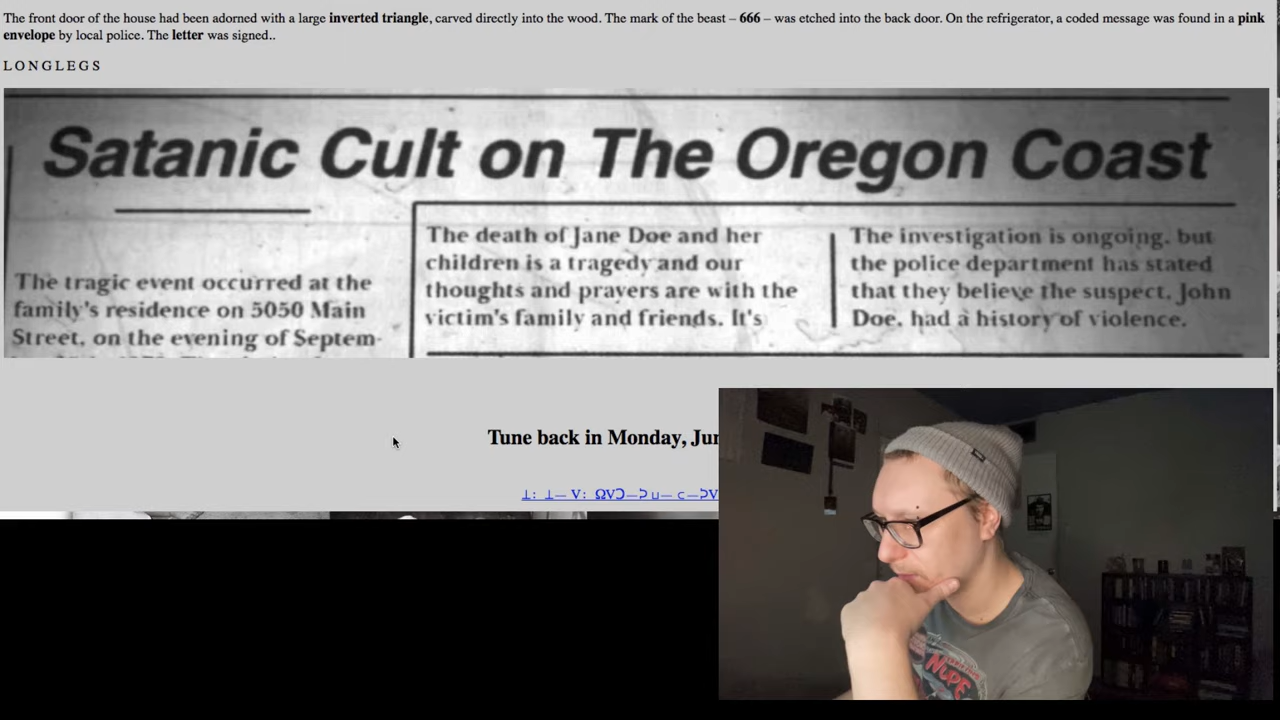 The front door of the house had been adorned with a large inverted triangle, carved directly into the wood. The mark of the beast – 666 – was etched into the back door. On the refrigerator, a coded message was found in a pink
envelope by local police. The letter was signed..
L O N G L E G S
Satanic Cult on The Oregon Coast
The tragic event occurred at the
family's residence on 5050 Main
Street, on the evening of Septem-
The death of Jane Doe and her
children is a tragedy and our
thoughts and prayers are with the
victim's family and friends. It's
The investigation is ongoing. but
the police department has stated
that they believe the suspect, John
Doe. had a history of violence.
Tune back in Monday,